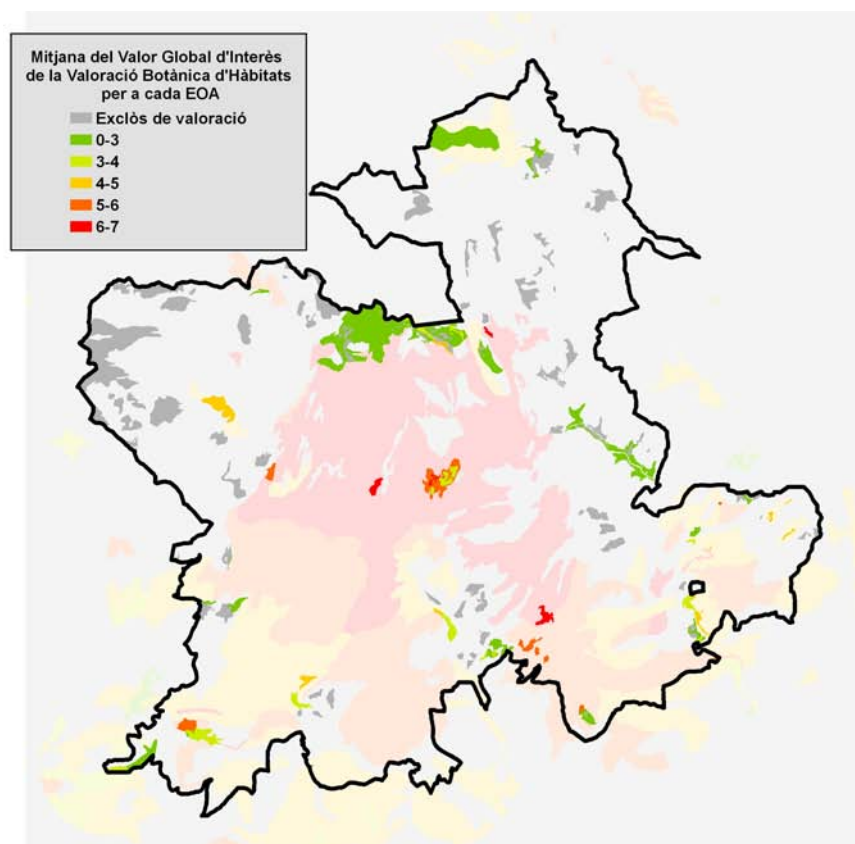 Mitjana del Valor Global d'Interès
de la Valoració Botànica d'Hàbitats
per a cada EOA
Exclòs de valoració
0-3
3-4
4-5
5-6
6-7